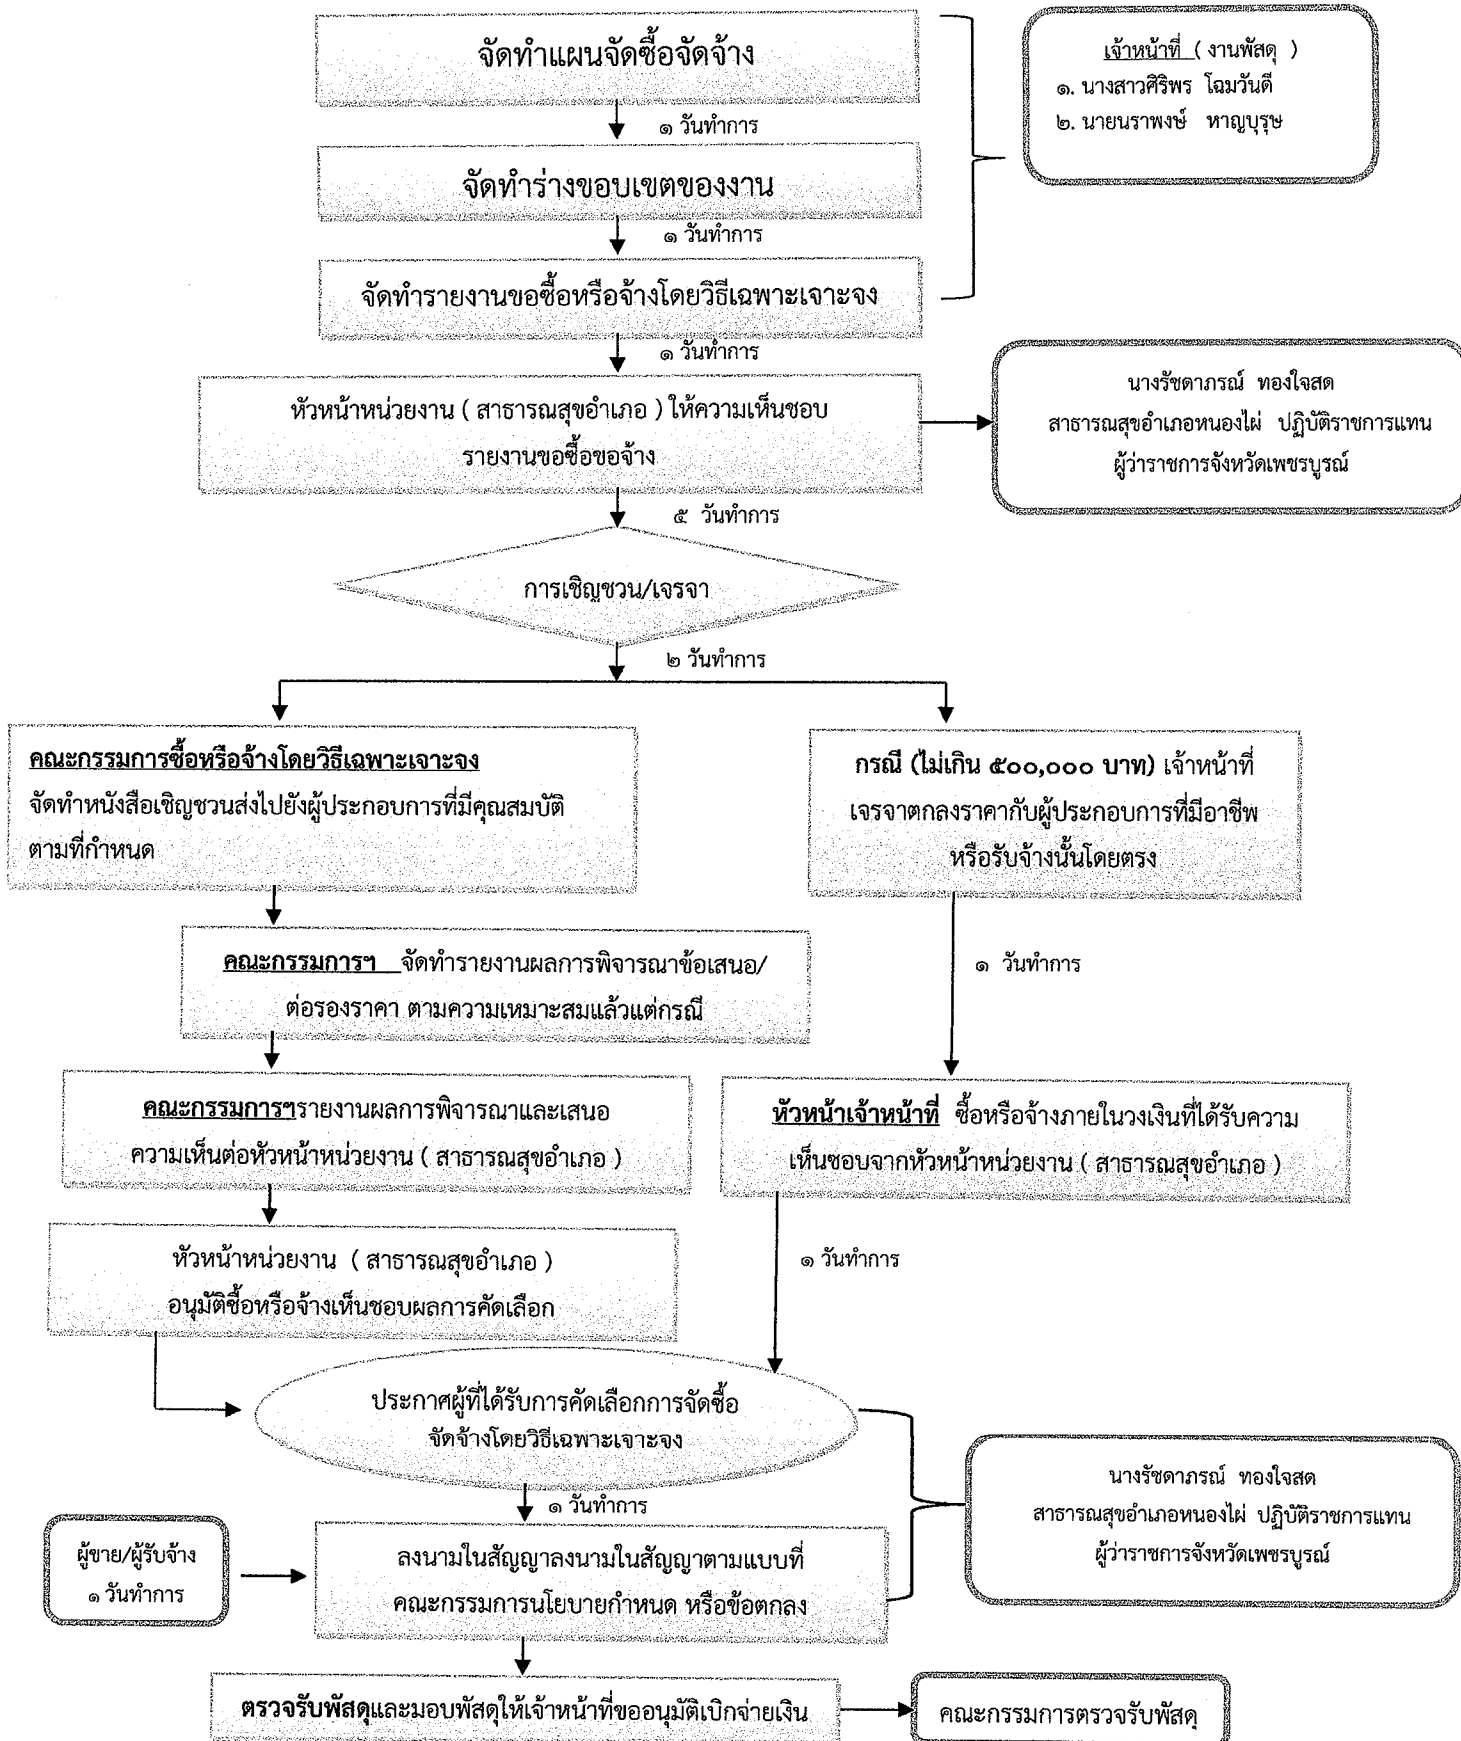 จัดทำแผนจัดซื้อจัดจ้าง
เจ้าหน้าที่ ( งานพัสดุ )
๑. นางสาวศิริพร โฉมวันดี
๒. นายนราพงษ์ หาญบุรุษ
๑ วันทำการ
จัดทำร่างขอบเขตของงาน
๑ วันทำการ
จัดทำรายงานขอซื้อหรือจ้างโดยวิธีเฉพาะเจาะจง
๑ วันทำการ
หัวหน้าหน่วยงาน ( สาธารณสุขอำเภอ ) ให้ความเห็นชอบ
รายงานขอซื้อขอจ้าง
นางรัชดาภรณ์ ทองใจสด
สาธารณสุขอำเภอหนองไผ่ ปฏิบัติราชการแทน
ผู้ว่าราชการจังหวัดเพชรบูรณ์
๕ วันทำการ
การเชิญชวน/เจรจา
๒ วันทำการ
คณะกรรมการซื้อหรือจ้างโดยวิธีเฉพาะเจาะจง
จัดทำหนังสือเชิญชวนส่งไปยังผู้ประกอบการที่มีคุณสมบัติ
ตามที่กำหนด
กรณี (ไม่เกิน ๕๐๐,๐๐๐ บาท) เจ้าหน้าที่
เจรจาตกลงราคากับผู้ประกอบการที่มีอาชีพ
หรือรับจ้างนั้นโดยตรง
คณะกรรมการฯ จัดทำรายงานผลการพิจารณาข้อเสนอ/
ต่อรองราคา ตามความเหมาะสมแล้วแต่กรณี
๑ วันทำการ
คณะกรรมการฯรายงานผลการพิจารณาและเสนอ
ความเห็นต่อหัวหน้าหน่วยงาน ( สาธารณสุขอำเภอ )
หัวหน้าเจ้าหน้าที่ ซื้อหรือจ้างภายในวงเงินที่ได้รับความ
เห็นชอบจากหัวหน้าหน่วยงาน ( สาธารณสุขอำเภอ )
หัวหน้าหน่วยงาน ( สาธารณสุขอำเภอ )
อนุมัติซื้อหรือจ้างเห็นชอบผลการคัดเลือก
๑ วันทำการ
ประกาศผู้ที่ได้รับการคัดเลือกการจัดซื้อ
จัดจ้างโดยวิธีเฉพาะเจาะจง
๑ วันทำการ
นางรัชดาภรณ์ ทองใจสด
สาธารณสุขอำเภอหนองไผ่ ปฏิบัติราชการแทน
ผู้ว่าราชการจังหวัดเพชรบูรณ์
ผู้ขาย/ผู้รับจ้าง
๑ วันทำการ
ลงนามในสัญญาลงนามในสัญญาตามแบบที่
คณะกรรมการนโยบายกำหนด หรือข้อตกลง
ตรวจรับพัสดุและมอบพัสดุให้เจ้าหน้าที่ขออนุมัติเบิกจ่ายเงิน
คณะกรรมการตรวจรับพัสดุ